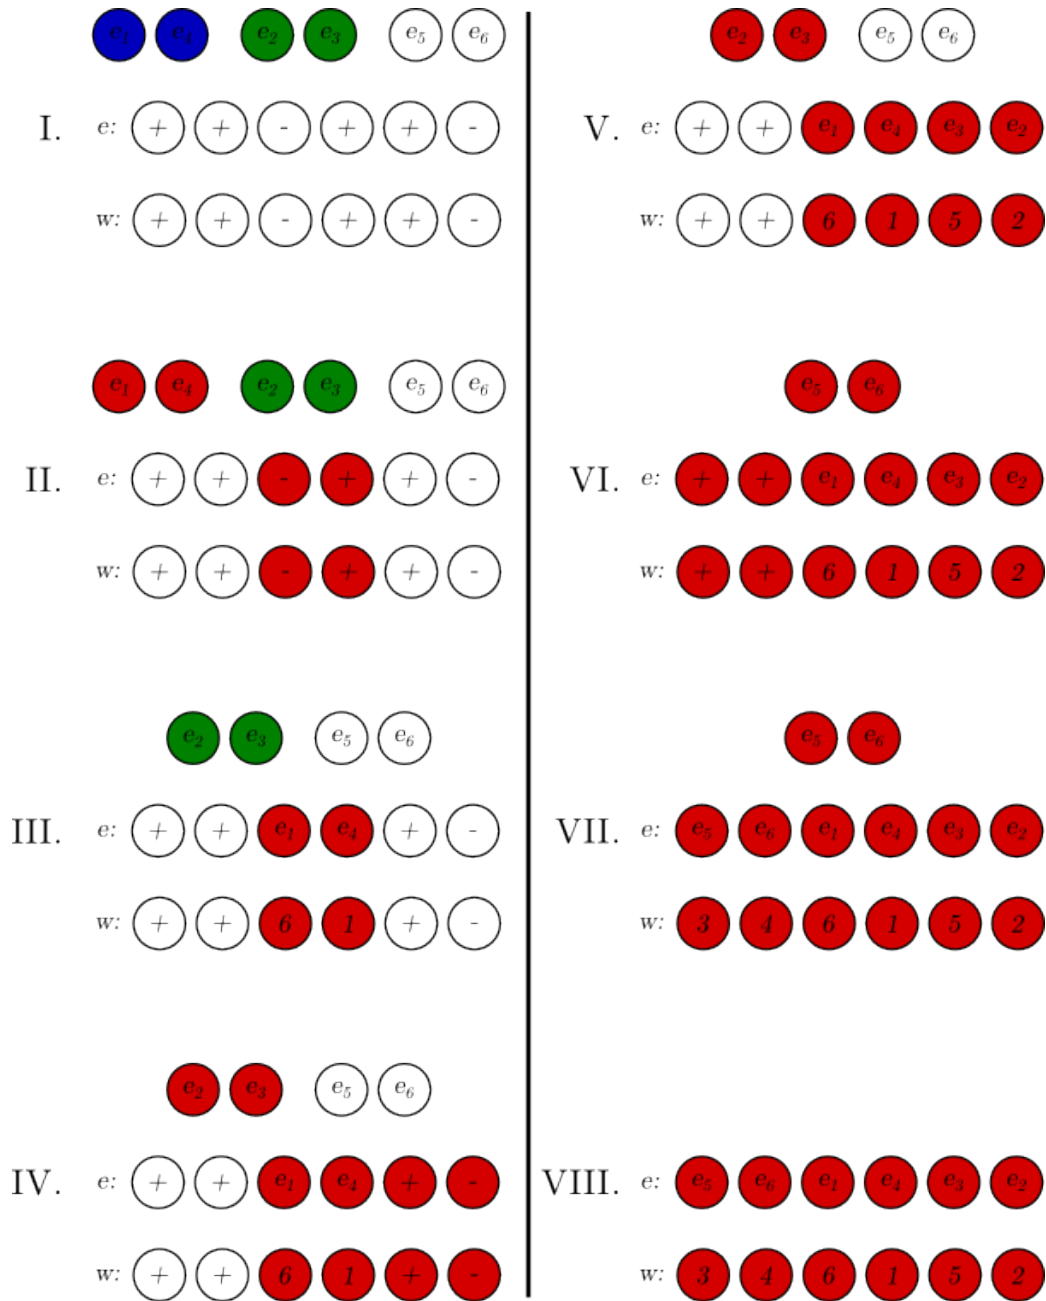 e1 e4 e2 e3 e5 e6
I. e: + + - + + -
w: + + - + + -
e1 e4 e2 e3 e5 e6
II. e: + + - + + -
w: + + - + + -
e2 e3 e5 e6
III. e: + + e1 e4 + -
w: + + 6 1 + -
e2 e3 e5 e6
IV. e: + + e1 e4 + -
w: + + 6 1 + -
e2 e3 e5 e6
V. e: + + e1 e4 e3 e2
w: + + 6 1 5 2
e5 e6
VI. e: + + e1 e4 e3 e2
w: + + 6 1 5 2
e5 e6
VII. e: e5 e6 e1 e4 e3 e2
w: 3 4 6 1 5 2
VIII. e: e5 e6 e1 e4 e3 e2
w: 3 4 6 1 5 2